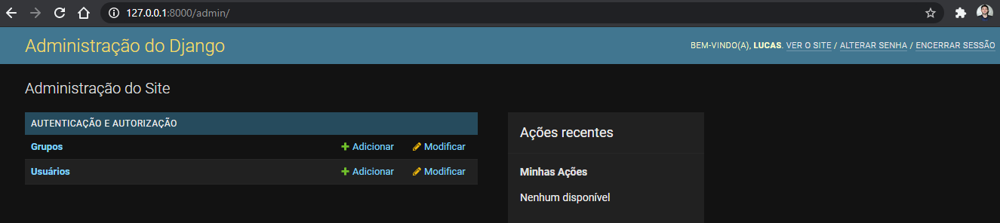 127.0.0.1:8000/admin/
Administração do Django
BEM-VINDO(A), LUCAS. VER O SITE / ALTERAR SENHA / ENCERRAR SESSÃO
Administração do Site
AUTENTICAÇÃO E AUTORIZAÇÃO
Grupos Adicionar Modificar
Usuários Adicionar Modificar
Ações recentes
Minhas Ações
Nenhum disponível